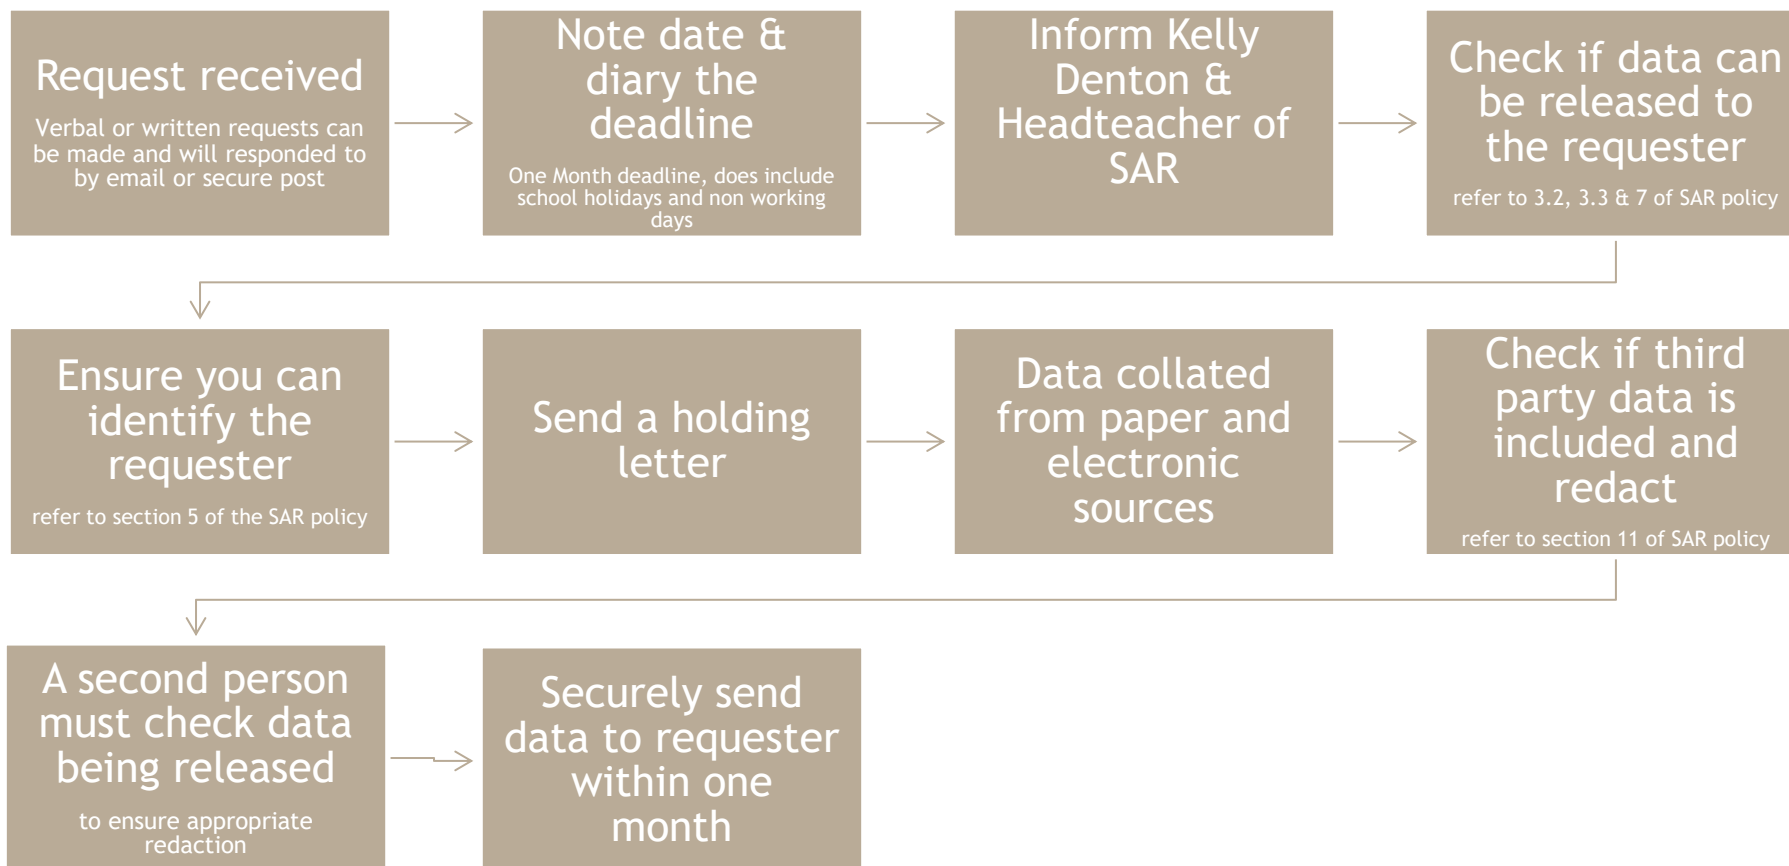 Request received
Verbal or written requests can
be made and will responded to
by email or secure post
Note date &
diary the
deadline
One Month deadline, does include
school holidays and non working
days
Inform Kelly
Denton &
Headteacher of
SAR
Check if data can
be released to
the requester
refer to 3.2, 3.3 & 7 of SAR policy
Ensure you can
identify the
requester
refer to section 5 of the SAR policy
Send a holding
letter
Data collated
from paper and
electronic
sources
Check if third
party data is
included and
redact
refer to section 11 of SAR policy
A second person
must check data
being released
to ensure appropriate
redaction
Securely send
data to requester
within one
month